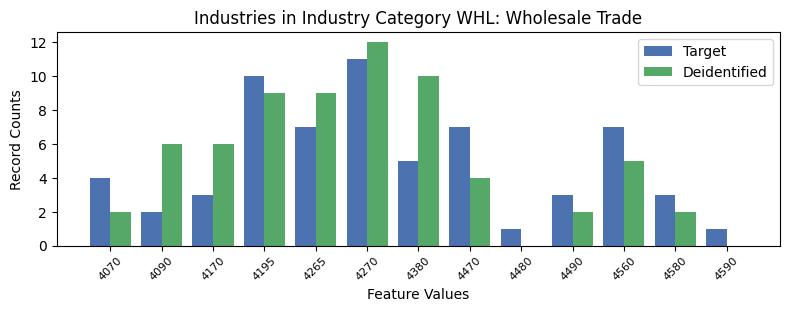 Industries in Industry Category WHL: Wholesale Trade
Target
Deidentified
Record Counts
12
10
8
6
4
2
0
4070 4090 4170 4195 4265 4270 4380 4470 4480 4490 4560 4580 4590
Feature Values